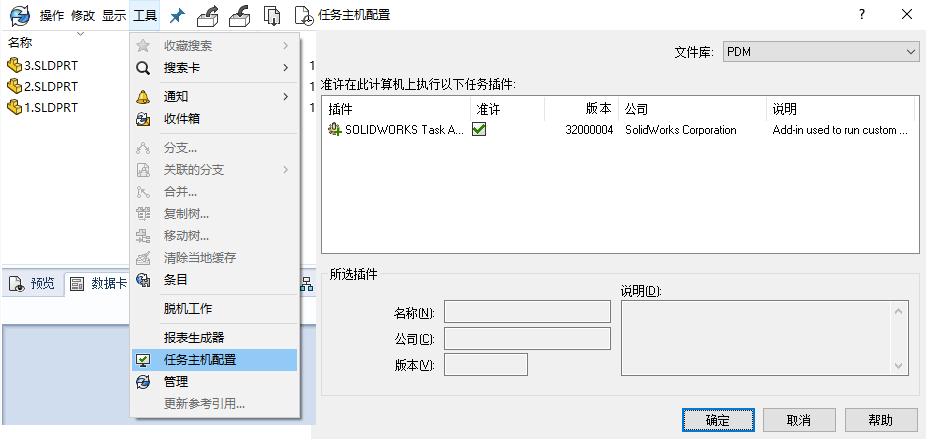 操作 修改 显示 工具
名称
3.SLDPRT
2.SLDPRT
1.SLDPRT
1
1
1
收藏搜索
搜索卡
通知
收件箱
分支...
关联的分支
合并...
复制树...
移动树...
清除当地缓存
条目
脱机工作
报表生成器
任务主机配置
管理
更新参考引用...
预览 数据卡
任务主机配置
? ×
文件库: PDM
准许在此计算机上执行以下任务插件:
插件 准许 版本 公司 说明
SOLIDWORKS Task A... 32000004 SolidWorks Corporation Add-in used to run custom ...
所选插件
名称(N):
公司(C):
版本(V):
说明(D):
确定 取消 帮助